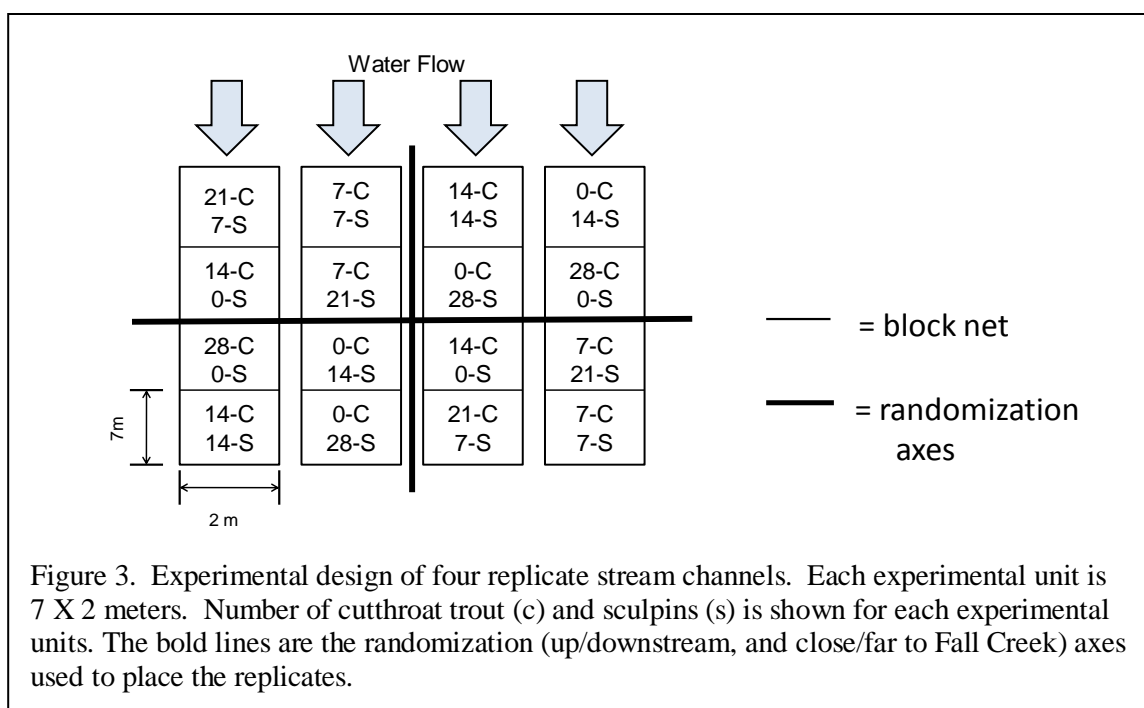 Water Flow
21-C
7-S
7-C
7-S
14-C
14-S
0-C
14-S
14-C
0-S
7-C
21-S
0-C
28-S
28-C
0-S
28-C
0-S
0-C
14-S
14-C
0-S
7-C
21-S
14-C
14-S
0-C
28-S
21-C
7-S
7-C
7-S
7m
2 m
= block net
= randomization
axes
Figure 3. Experimental design of four replicate stream channels. Each experimental unit is
7 X 2 meters. Number of cutthroat trout (c) and sculpins (s) is shown for each experimental
units. The bold lines are the randomization (up/downstream, and close/far to Fall Creek) axes
used to place the replicates.